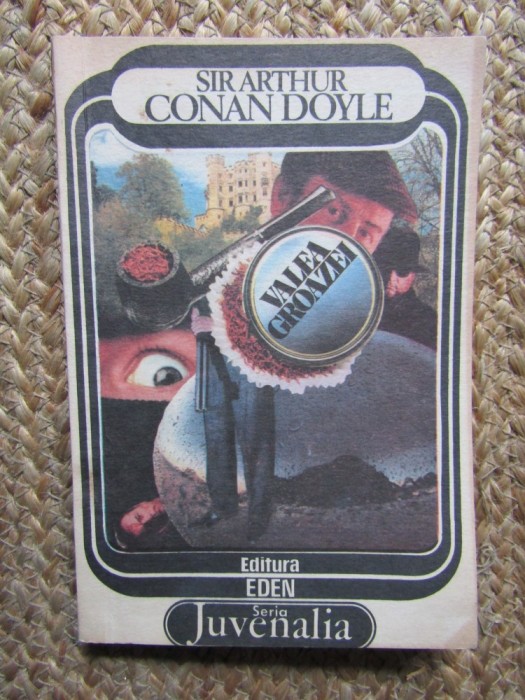 SIR ARTHUR
CONAN DOYLE
VALEA
GROAZEI
Editura
EDEN
Seria
Juvenalia